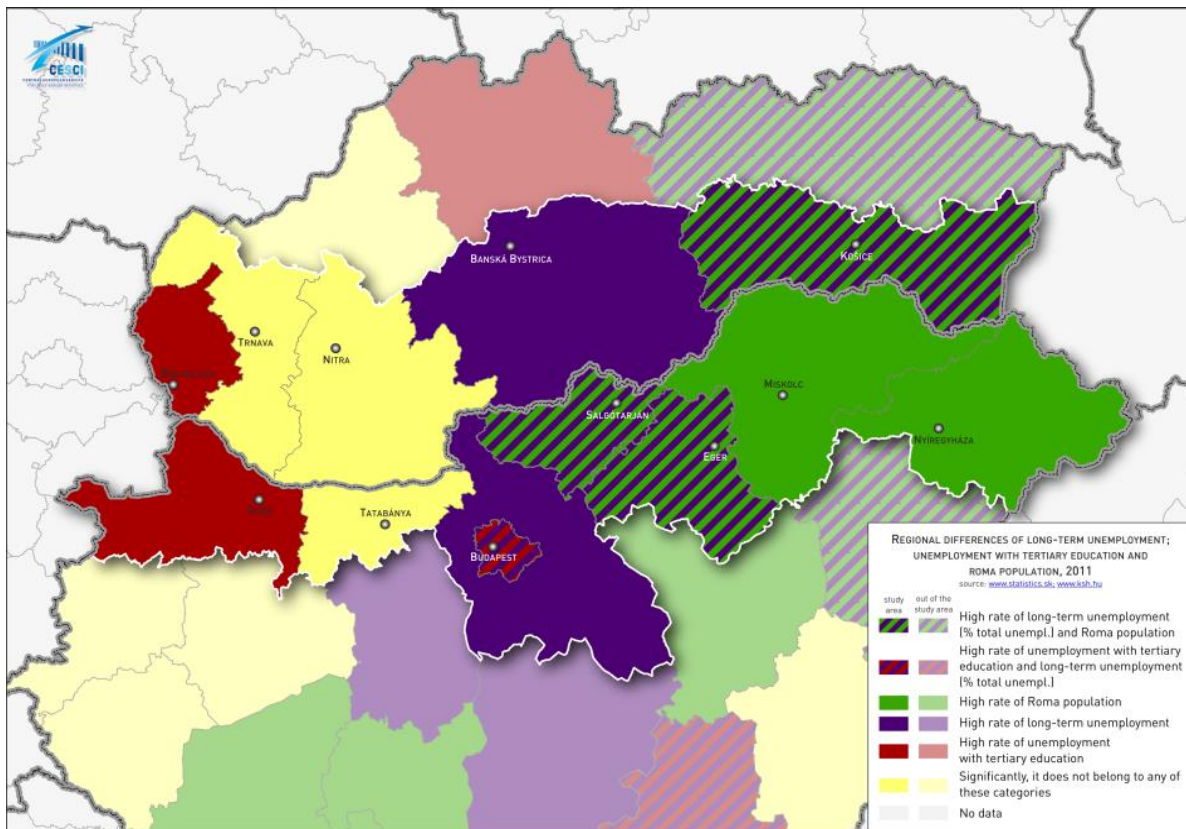 CESCI
BANSKÁ BYSTRICA
KOŠICE
TRNAVA
NITRA
BRATISLAVA
MISKOLC
SALGÓTARJÁN
NYÍREGYHÁZA
EGER
GYŐR
TATABÁNYA
BUDAPEST
REGIONAL DIFFERENCES OF LONG-TERM UNEMPLOYMENT;
UNEMPLOYMENT WITH TERTIARY EDUCATION AND
ROMA POPULATION, 2011
source: www.statistics.sk; www.ksh.hu
study area
out of the study area
High rate of long-term unemployment
(% total unempl.) and Roma population
High rate of unemployment with tertiary
education and long-term unemployment
(% total unempl.)
High rate of Roma population
High rate of long-term unemployment
High rate of unemployment
with tertiary education
Significantly, it does not belong to any of
these categories
No data